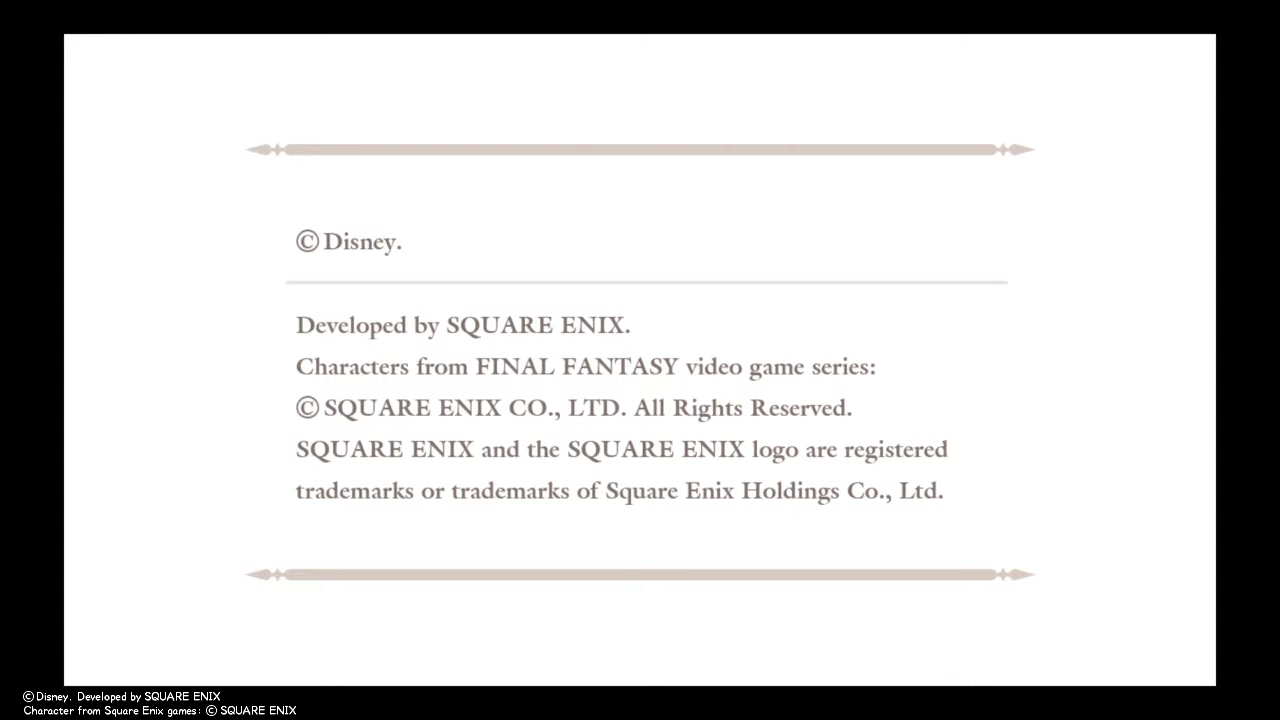 © Disney.
Developed by SQUARE ENIX.
Characters from FINAL FANTASY video game series:
© SQUARE ENIX CO., LTD. All Rights Reserved.
SQUARE ENIX and the SQUARE ENIX logo are registered
trademarks or trademarks of Square Enix Holdings Co., Ltd.
© Disney. Developed by SQUARE ENIX
Character from Square Enix games: © SQUARE ENIX